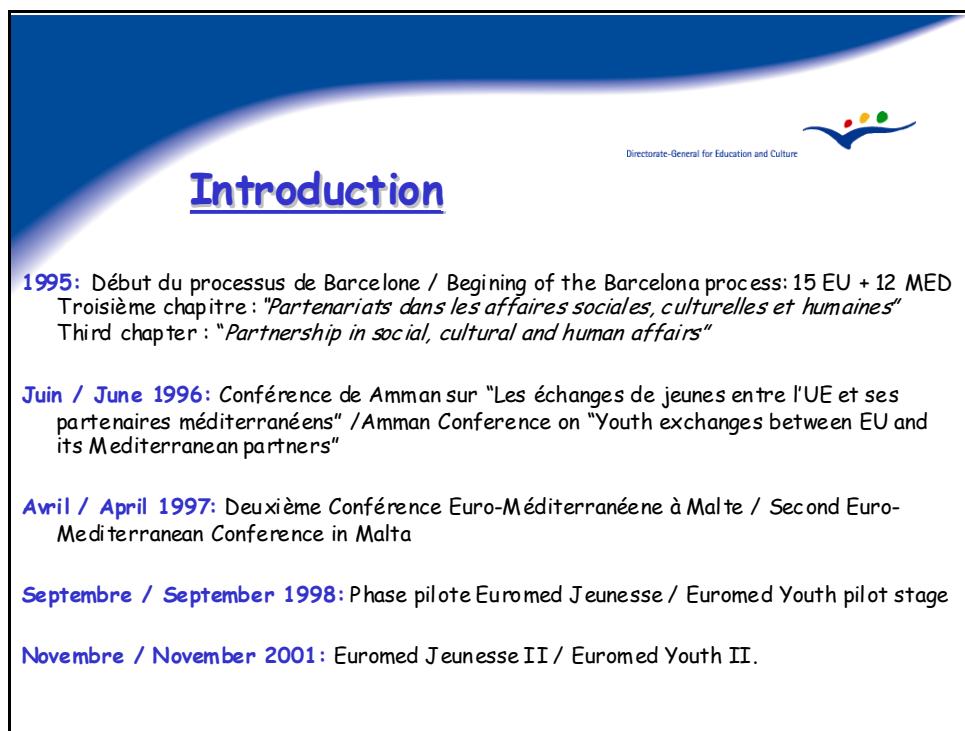 Directorate-General for Education and Culture
Introduction
1995: Début du processus de Barcelone / Begining of the Barcelona process: 15 EU + 12 MED
Troisième chapitre : "Partenariats dans les affaires sociales, culturelles et humaines"
Third chapter : "Partnership in social, cultural and human affairs"
Juin / June 1996: Conférence de Amman sur "Les échanges de jeunes entre l'UE et ses
partenaires méditerranéens" /Amman Conference on "Youth exchanges between EU and
its Mediterranean partners"
Avril / April 1997: Deuxième Conférence Euro-Méditerranéene à Malte / Second Euro-
Mediterranean Conference in Malta
Septembre / September 1998: Phase pilote Euromed Jeunesse / Euromed Youth pilot stage
Novembre / November 2001: Euromed Jeunesse II / Euromed Youth II.